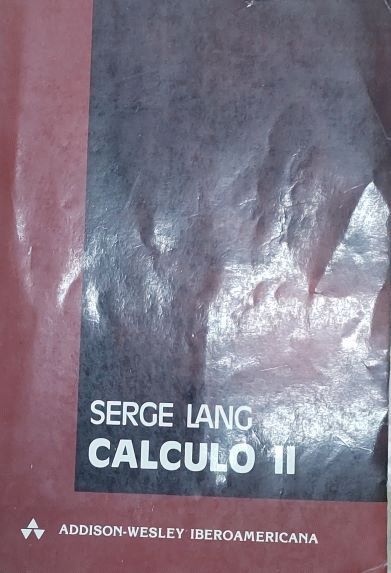 SERGE LANG
CALCULO II
ADDISON-WESLEY IBEROAMERICANA